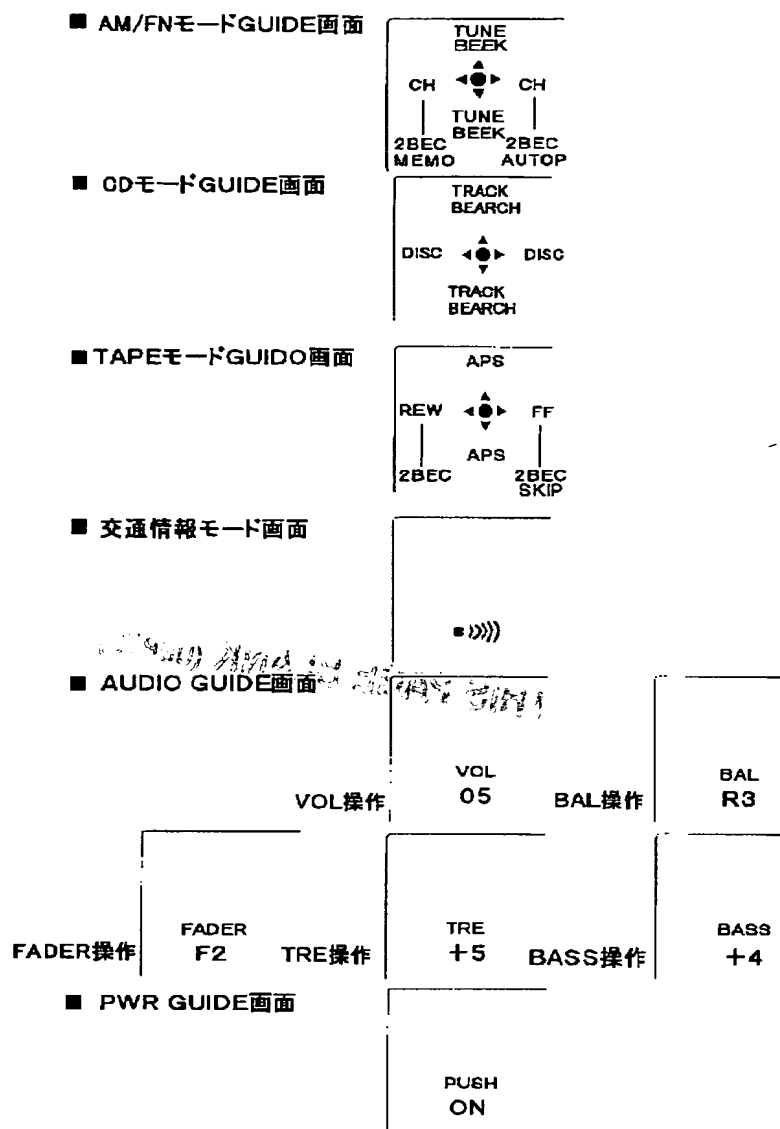 ■ AM/FNモードGUIDE画面
TUNE
BEEK
CH CH
TUNE
BEEK
2BEC 2BEC
MEMO AUTOP
■ CDモードGUIDE画面
TRACK
BEARCH
DISC DISC
TRACK
BEARCH
■ TAPEモードGUIDO画面
APS
REW FF
APS
2BEC 2BEC
SKIP
■ 交通情報モード画面
■ AUDIO GUIDE画面
VOL操作
VOL
05
BAL操作
BAL
R3
FADER操作
FADER
F2
TRE操作
TRE
+5
BASS操作
BASS
+4
■ PWR GUIDE画面
PUSH
ON